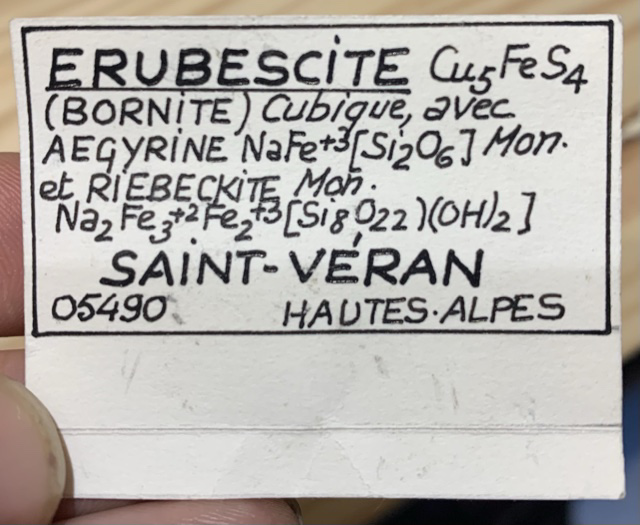 ERUBESCITE Cu₅FeS₄
(BORNITE) Cubique, avec
AEGYRINE NaFe⁺³[Si₂O₆] Mon.
et RIEBECKITE Mon.
Na₂Fe₃⁺²Fe₂⁺³[Si₈O₂₂)(OH)₂]
SAINT-VÉRAN
05490 HAUTES-ALPES